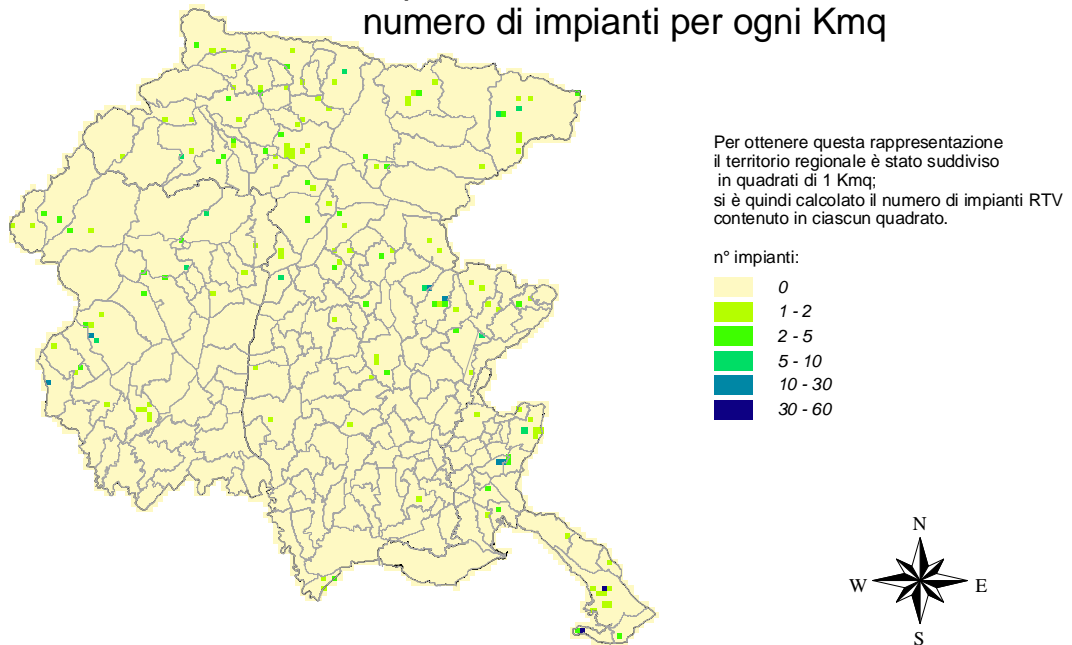 numero di impianti per ogni Kmq
Per ottenere questa rappresentazione
il territorio regionale è stato suddiviso
in quadrati di 1 Kmq;
si è quindi calcolato il numero di impianti RTV
contenuto in ciascun quadrato.
n° impianti:
0
1 - 2
2 - 5
5 - 10
10 - 30
30 - 60
N
W
E
S